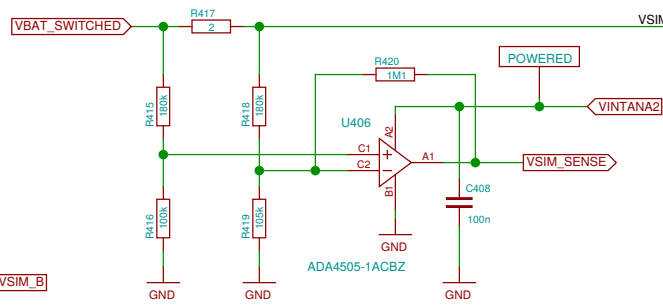 R417
VSIM
VBAT_SWITCHED
2
R420
POWERED
1M1
R415
180k
R418
180k
U406
A2
VINTANA2
C1
A1
VSIM_SENSE
C2
B1
C408
R416
100k
R419
105k
100n
GND
ADA4505-1ACBZ
VSIM_B
GND
GND
GND